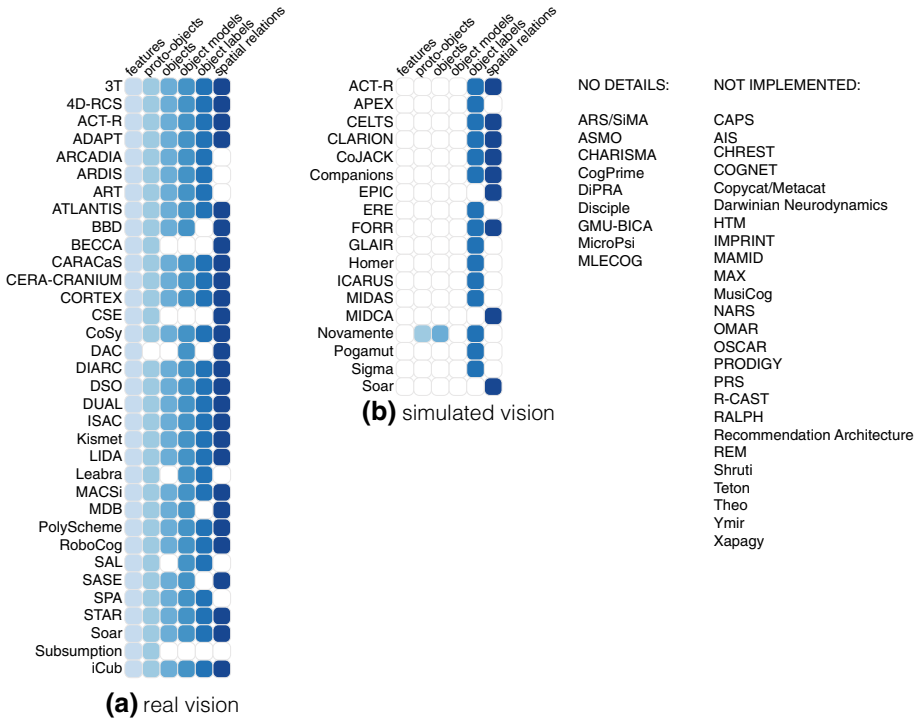 features
proto-objects
objects
object models
object labels
spatial relations
3T
4D-RCS
ACT-R
ADAPT
ARCADIA
ARDIS
ART
ATLANTIS
BBD
BECCA
CARACaS
CERA-CRANIUM
CORTEX
CSE
CoSy
DAC
DIARC
DSO
DUAL
ISAC
Kismet
LIDA
Leabra
MACSi
MDB
PolyScheme
RoboCog
SAL
SASE
SPA
STAR
Soar
Subsumption
iCub
(a) real vision
features
proto-objects
objects
object models
object labels
spatial relations
ACT-R
APEX
CELTS
CLARION
CoJACK
Companions
EPIC
ERE
FORR
GLAIR
Homer
ICARUS
MIDAS
MIDCA
Novamente
Pogamut
Sigma
Soar
(b) simulated vision
NO DETAILS:
ARS/SiMA
ASMO
CHARISMA
CogPrime
DiPRA
Disciple
GMU-BICA
MicroPsi
MLECOG
NOT IMPLEMENTED:
CAPS
AIS
CHREST
COGNET
Copycat/Metacat
Darwinian Neurodynamics
HTM
IMPRINT
MAMID
MAX
MusiCog
NARS
OMAR
OSCAR
PRODIGY
PRS
R-CAST
RALPH
Recommendation Architecture
REM
Shruti
Teton
Theo
Ymir
Xapagy